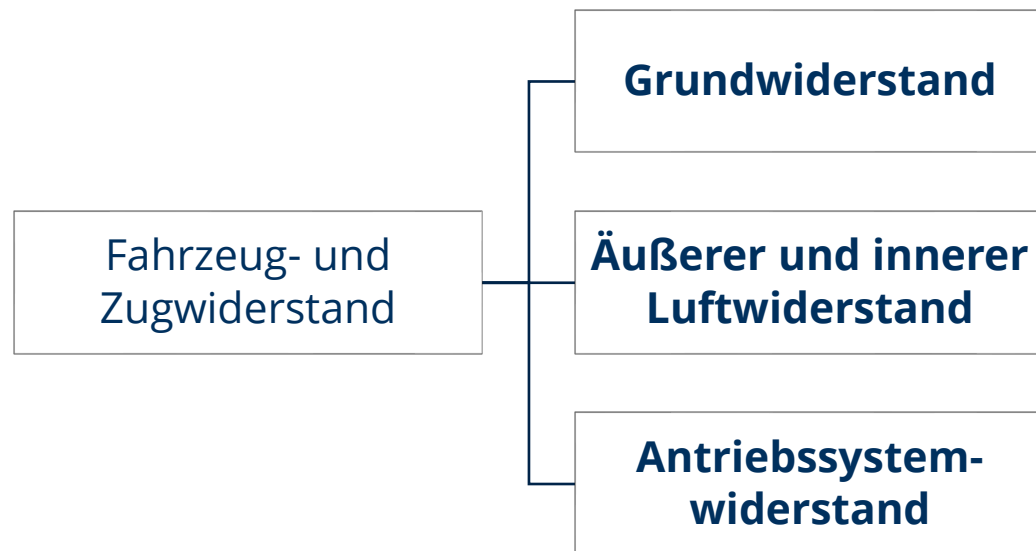 Grundwiderstand
Fahrzeug- und
Zugwiderstand
Äußerer und innerer
Luftwiderstand
Antriebssystem-
widerstand